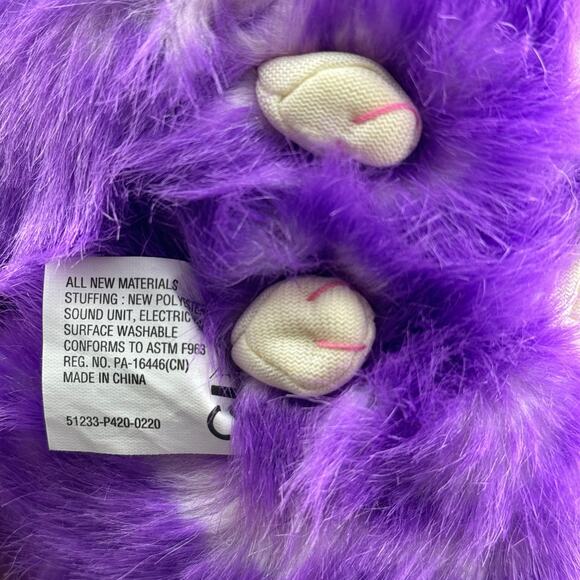 ALL NEW MATERIALS
STUFFING : NEW
SOUND UNIT, ELECTRIC
SURFACE WASHABLE
CONFORMS TO ASTM F963
REG. NO. PA-16446(CN)
MADE IN CHINA
51233-P420-0220